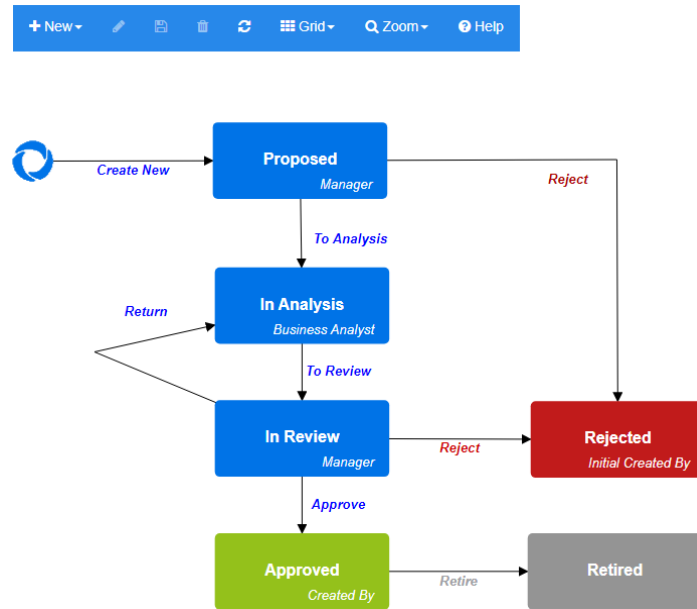 New
Grid
Zoom
Help
Proposed
Manager
Create New
Reject
To Analysis
In Analysis
Business Analyst
Return
To Review
In Review
Manager
Reject
Rejected
Initial Created By
Approve
Approved
Created By
Retire
Retired